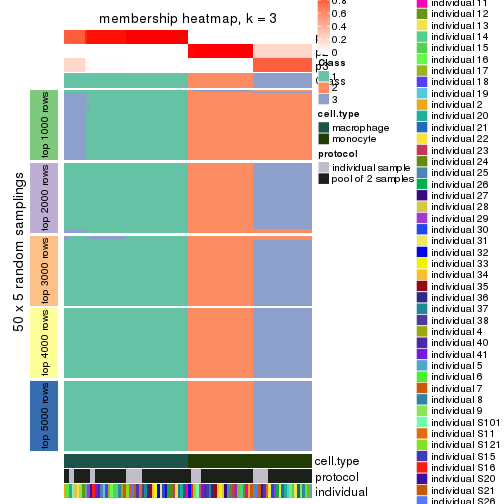 membership heatmap, k = 3
50 x 5 random samplings
top 1000 rows
top 2000 rows
top 3000 rows
top 4000 rows
top 5000 rows
0.8
0.6
0.4
0.2
0
Class
1
2
3
cell.type
macrophage
monocyte
protocol
individual sample
pool of 2 samples
cell.type
protocol
individual
individual 11
individual 12
individual 13
individual 14
individual 15
individual 16
individual 17
individual 18
individual 19
individual 2
individual 20
individual 21
individual 22
individual 23
individual 24
individual 25
individual 26
individual 27
individual 28
individual 29
individual 30
individual 31
individual 32
individual 33
individual 34
individual 35
individual 36
individual 37
individual 38
individual 4
individual 40
individual 41
individual 5
individual 6
individual 7
individual 8
individual 9
individual S101
individual S11
individual S121
individual S15
individual S16
individual S20
individual S21
individual S26